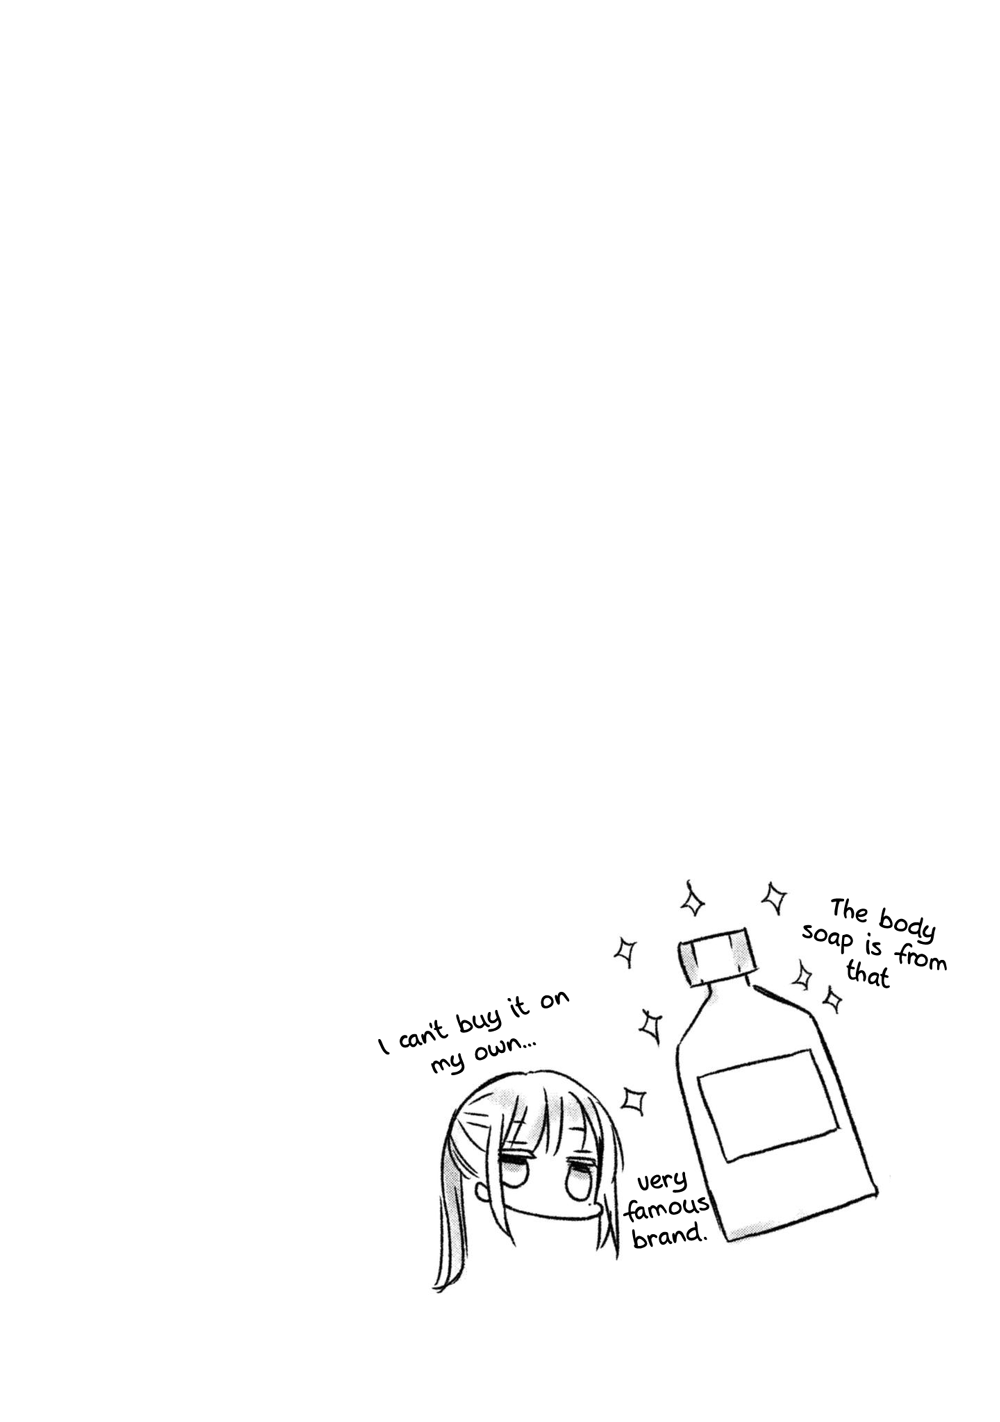 The body
soap is from
that
very
famous
brand.
I can't buy it on
my own...